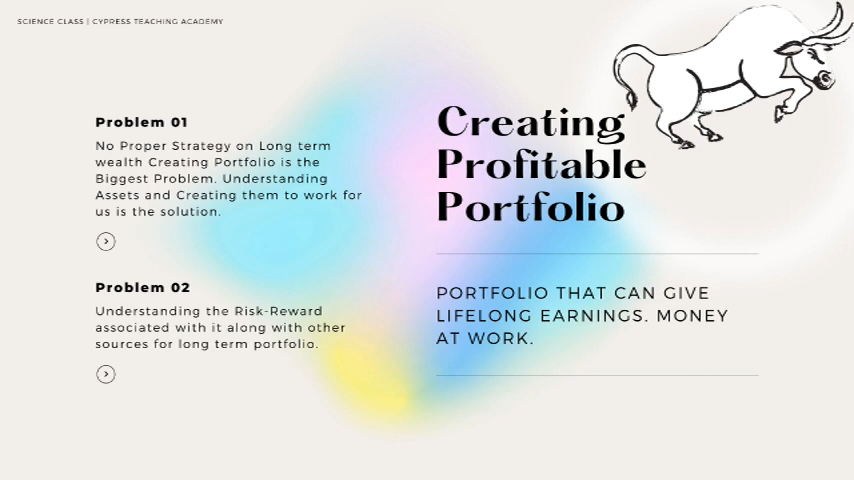 SCIENCE CLASS | CYPRESS TEACHING ACADEMY
Problem 01
No Proper Strategy on Long term
wealth Creating Portfolio is the
Biggest Problem. Understanding
Assets and Creating them to work for
us is the solution.
Problem 02
Understanding the Risk-Reward
associated with it along with other
sources for long term portfolio.
Creating
Profitable
Portfolio
PORTFOLIO THAT CAN GIVE
LIFELONG EARNINGS. MONEY
AT WORK.